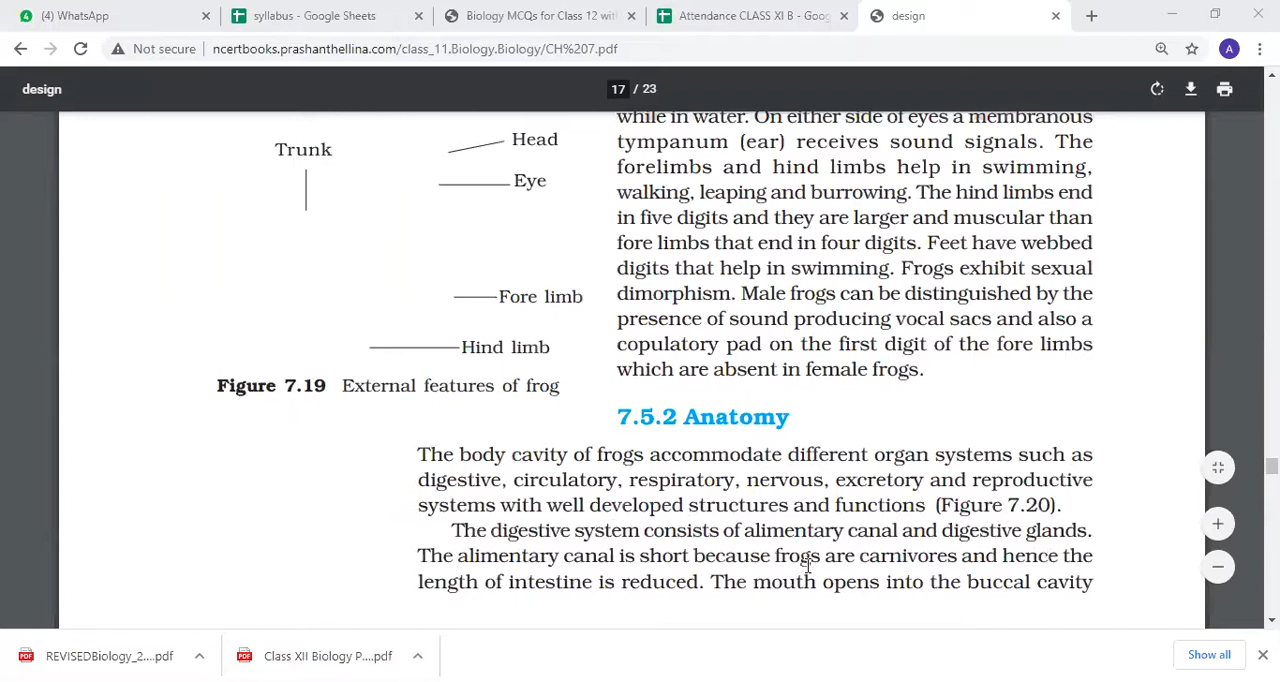 4 WhatsApp
syllabus - Google Sheets
Biology MCQs for Class 12 with
Attendance CLASS XI B - Goog
design
Not secure
ncertbooks.prashanthellina.com/class_11.Biology.Biology/CH%207.pdf
A
design
17 / 23
Trunk
Head
Eye
Fore limb
Hind limb
Figure 7.19 External features of frog
while in water. On either side of eyes a membranous
tympanum (ear) receives sound signals. The
forelimbs and hind limbs help in swimming,
walking, leaping and burrowing. The hind limbs end
in five digits and they are larger and muscular than
fore limbs that end in four digits. Feet have webbed
digits that help in swimming. Frogs exhibit sexual
dimorphism. Male frogs can be distinguished by the
presence of sound producing vocal sacs and also a
copulatory pad on the first digit of the fore limbs
which are absent in female frogs.
7.5.2 Anatomy
The body cavity of frogs accommodate different organ systems such as
digestive, circulatory, respiratory, nervous, excretory and reproductive
systems with well developed structures and functions (Figure 7.20).
The digestive system consists of alimentary canal and digestive glands.
The alimentary canal is short because frogs are carnivores and hence the
length of intestine is reduced. The mouth opens into the buccal cavity
REVISEDBiology_2....pdf
Class XII Biology P....pdf
Show all